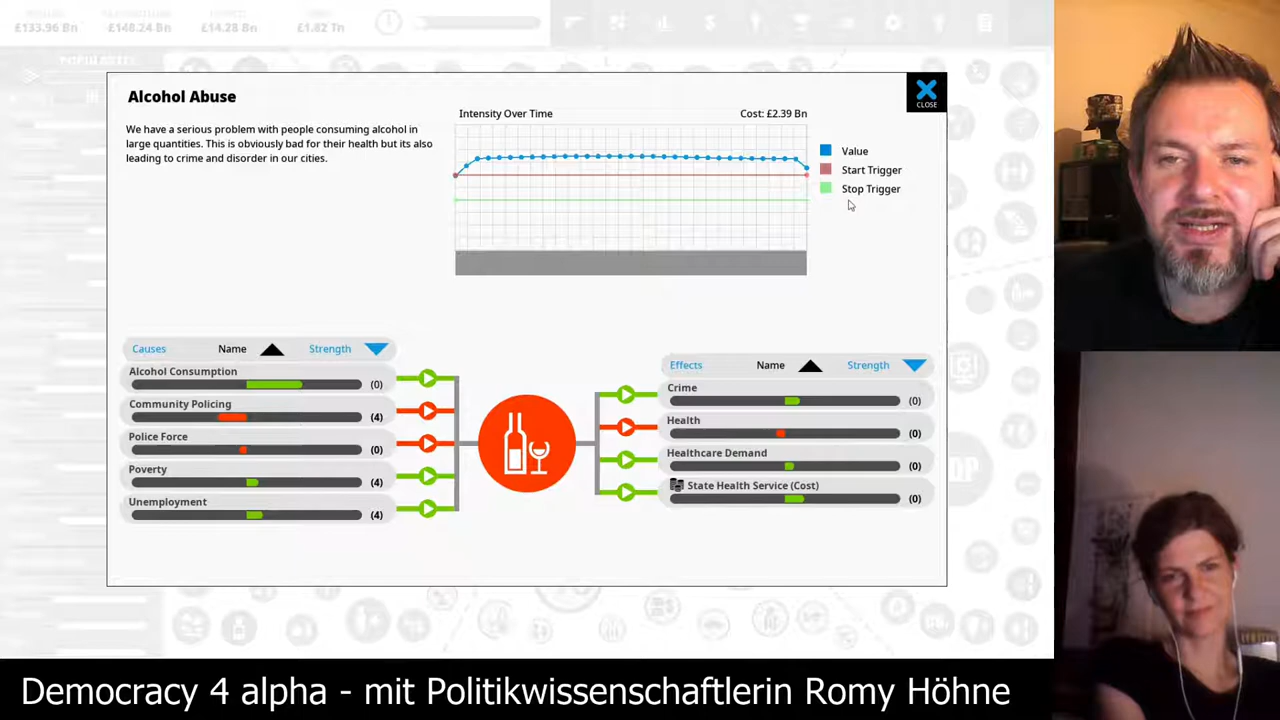 £133.96 Bn
£148.24 Bn
£14.28 Bn
£1.82 Tn
Alcohol Abuse
CLOSE
We have a serious problem with people consuming alcohol in
large quantities. This is obviously bad for their health but its also
leading to crime and disorder in our cities.
Intensity Over Time
Cost: £2.39 Bn
Value
Start Trigger
Stop Trigger
Causes Name Strength
Alcohol Consumption
(0)
Community Policing
(4)
Police Force
(0)
Poverty
(4)
Unemployment
(4)
Effects Name Strength
Crime
(0)
Health
(0)
Healthcare Demand
(0)
State Health Service (Cost)
(0)
Democracy 4 alpha - mit Politikwissenschaftlerin Romy Höhne